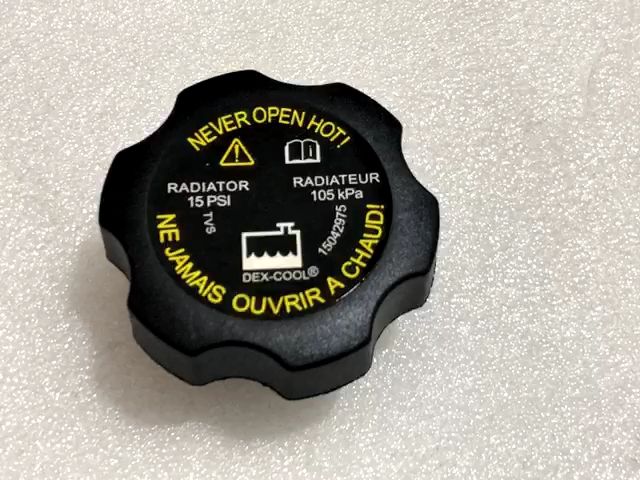 NEVER OPEN HOT!
RADIATOR
15 PSI
RADIATEUR
105 kPa
TVS
15042975
DEX-COOL®
NE JAMAIS OUVRIR A CHAUD!